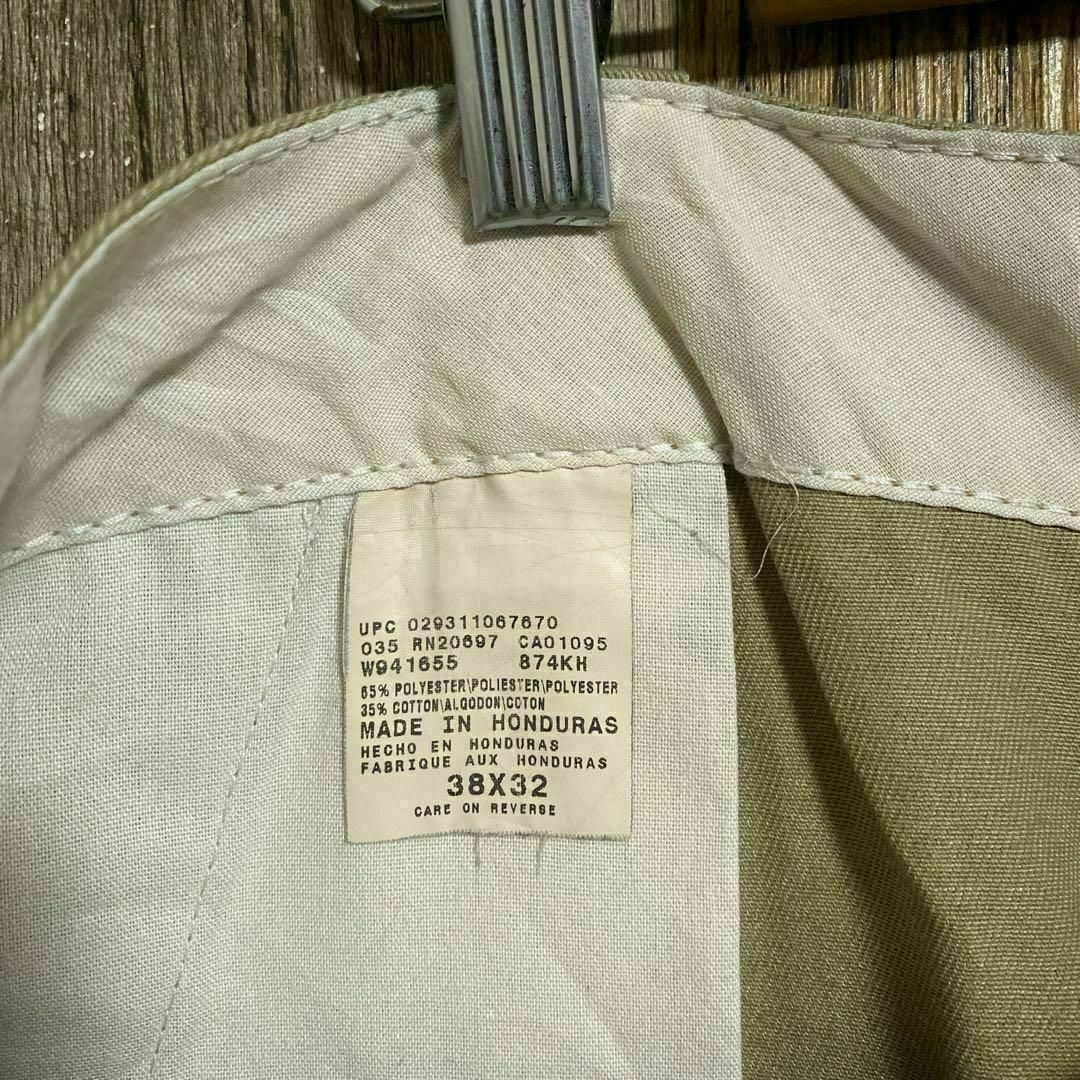 UPC 029311067670
035 RN20697 CA01095
W941655 874KH
65% POLYESTER\POLIESTER\POLYESTER
35% COTTON\ALGODON\COTON
MADE IN HONDURAS
HECHO EN HONDURAS
FABRIQUE AUX HONDURAS
38X32
CARE ON REVERSE